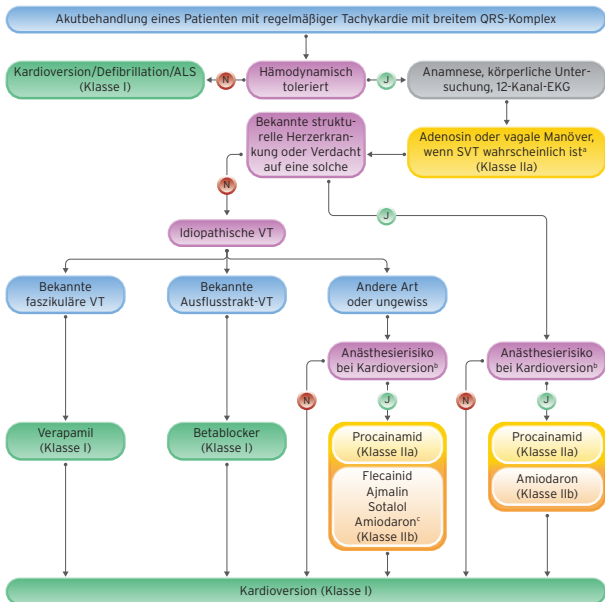 Akutbehandlung eines Patienten mit regelmäßiger Tachykardie mit breitem QRS-Komplex
Kardioversion/Defibrillation/ALS
(Klasse I)
N
Hämodynamisch
toleriert
J
Anamnese, körperliche Unter-
suchung, 12-Kanal-EKG
Bekannte struktu-
relle Herzerkran-
kung oder Verdacht
auf eine solche
Adenosin oder vagale Manöver,
wenn SVT wahrscheinlich istᵃ
(Klasse IIa)
N
J
Idiopathische VT
Bekannte
faszikuläre VT
Bekannte
Ausflusstrakt-VT
Andere Art
oder ungewiss
Anästhesierisiko
bei Kardioversionᵇ
Anästhesierisiko
bei Kardioversionᵇ
N
J
N
J
Verapamil
(Klasse I)
Betablocker
(Klasse I)
Procainamid
(Klasse IIa)
Flecainid
Ajmalin
Sotalol
Amiodaronᶜ
(Klasse IIb)
Procainamid
(Klasse IIa)
Amiodaron
(Klasse IIb)
Kardioversion (Klasse I)